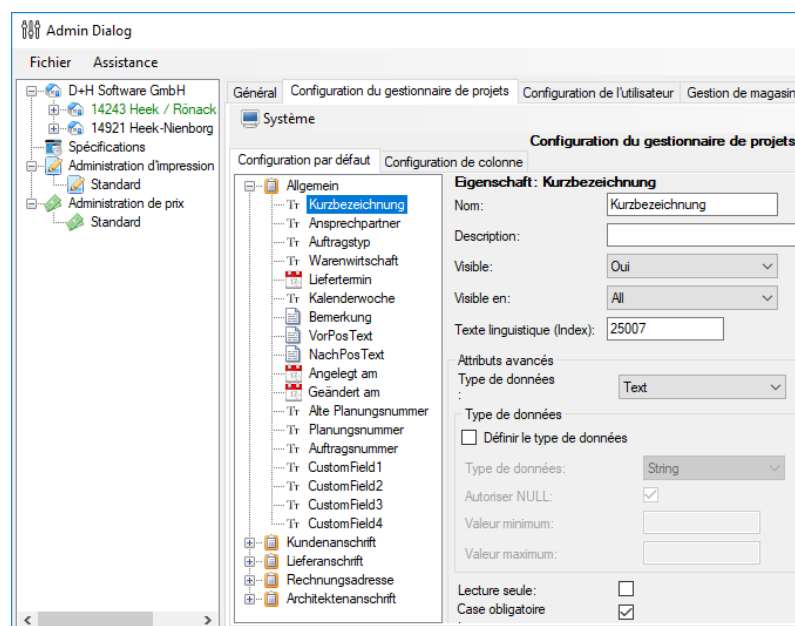 Admin Dialog
Fichier Assistance
D+H Software GmbH
14243 Heek / Rönack
14921 Heek-Nienborg
Spécifications
Administration d'impression
Standard
Administration de prix
Standard
Général Configuration du gestionnaire de projets Configuration de l'utilisateur Gestion de magasin
Système
Configuration du gestionnaire de projets
Configuration par défaut Configuration de colonne
Allgemein
Kurzbezeichnung
Ansprechpartner
Auftragstyp
Warenwirtschaft
Liefertermin
Kalenderwoche
Bemerkung
VorPosText
NachPosText
Angelegt am
Geändert am
Alte Planungsnummer
Planungsnummer
Auftragsnummer
CustomField1
CustomField2
CustomField3
CustomField4
Kundenanschrift
Lieferanschrift
Rechnungsadresse
Architektenanschrift
Eigenschaft: Kurzbezeichnung
Nom: Kurzbezeichnung
Description:
Visible: Oui
Visible en: All
Texte linguistique (Index): 25007
Attributs avancés
Type de données
: Text
Type de données
Définir le type de données
Type de données: String
Autoriser NULL:
Valeur minimum:
Valeur maximum:
Lecture seule:
Case obligatoire